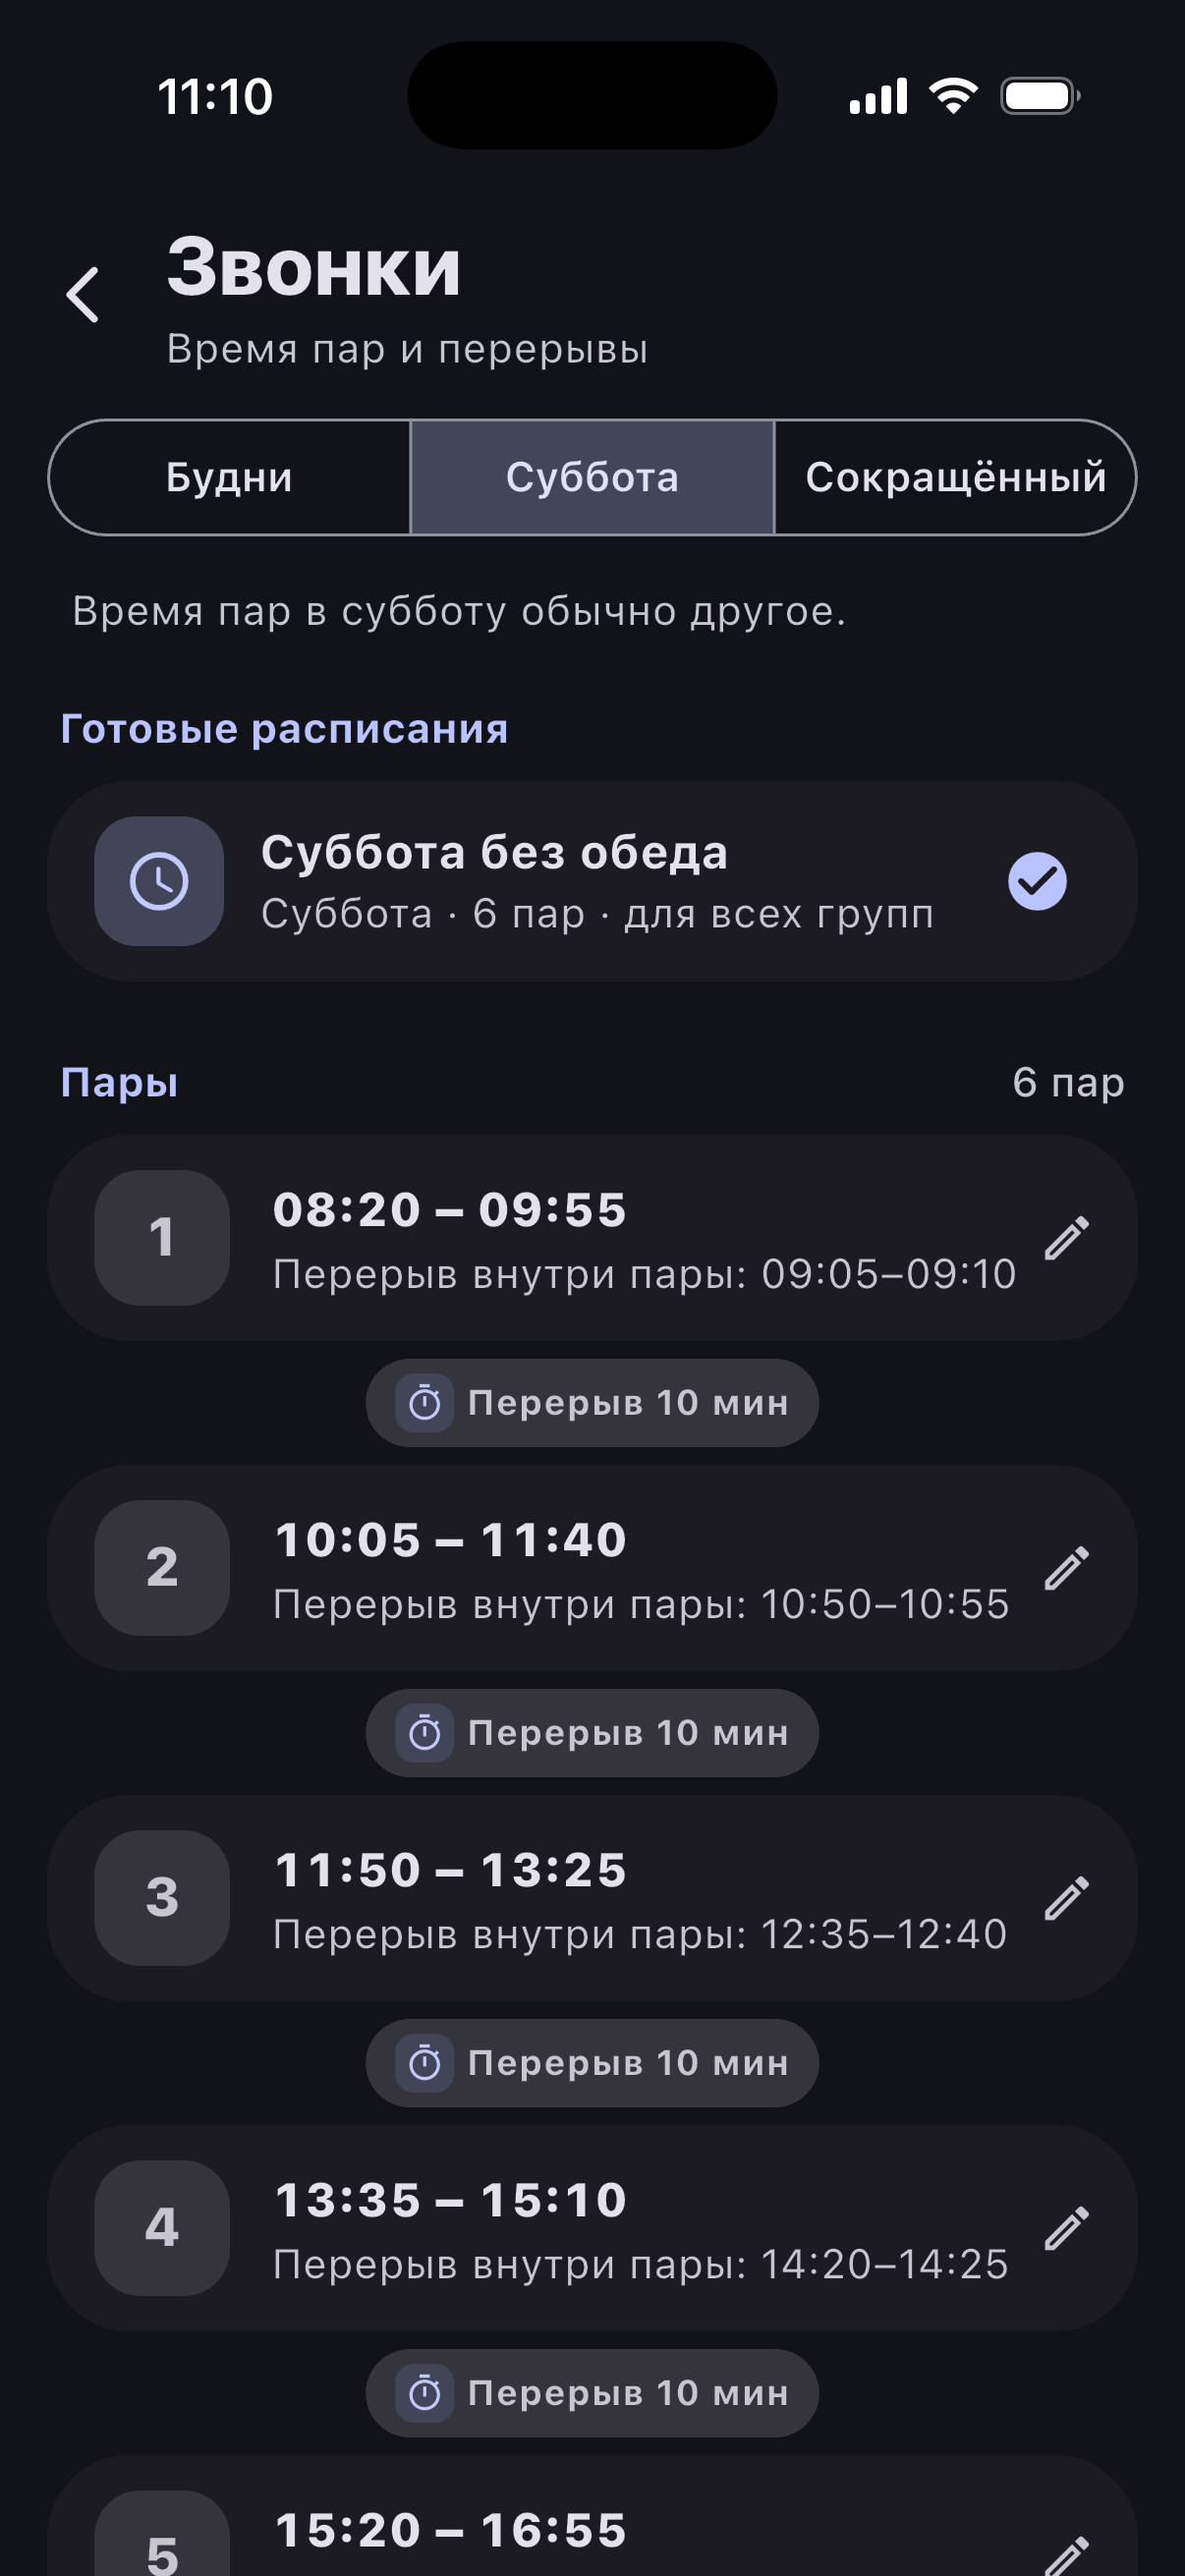 11:10
Звонки
Время пар и перерывы
Будни
Суббота
Сокращённый
Время пар в субботу обычно другое.
Готовые расписания
Суббота без обеда
Суббота · 6 пар · для всех групп
Пары
6 пар
1
08:20 – 09:55
Перерыв внутри пары: 09:05–09:10
Перерыв 10 мин
2
10:05 – 11:40
Перерыв внутри пары: 10:50–10:55
Перерыв 10 мин
3
11:50 – 13:25
Перерыв внутри пары: 12:35–12:40
Перерыв 10 мин
4
13:35 – 15:10
Перерыв внутри пары: 14:20–14:25
Перерыв 10 мин
5
15:20 – 16:55